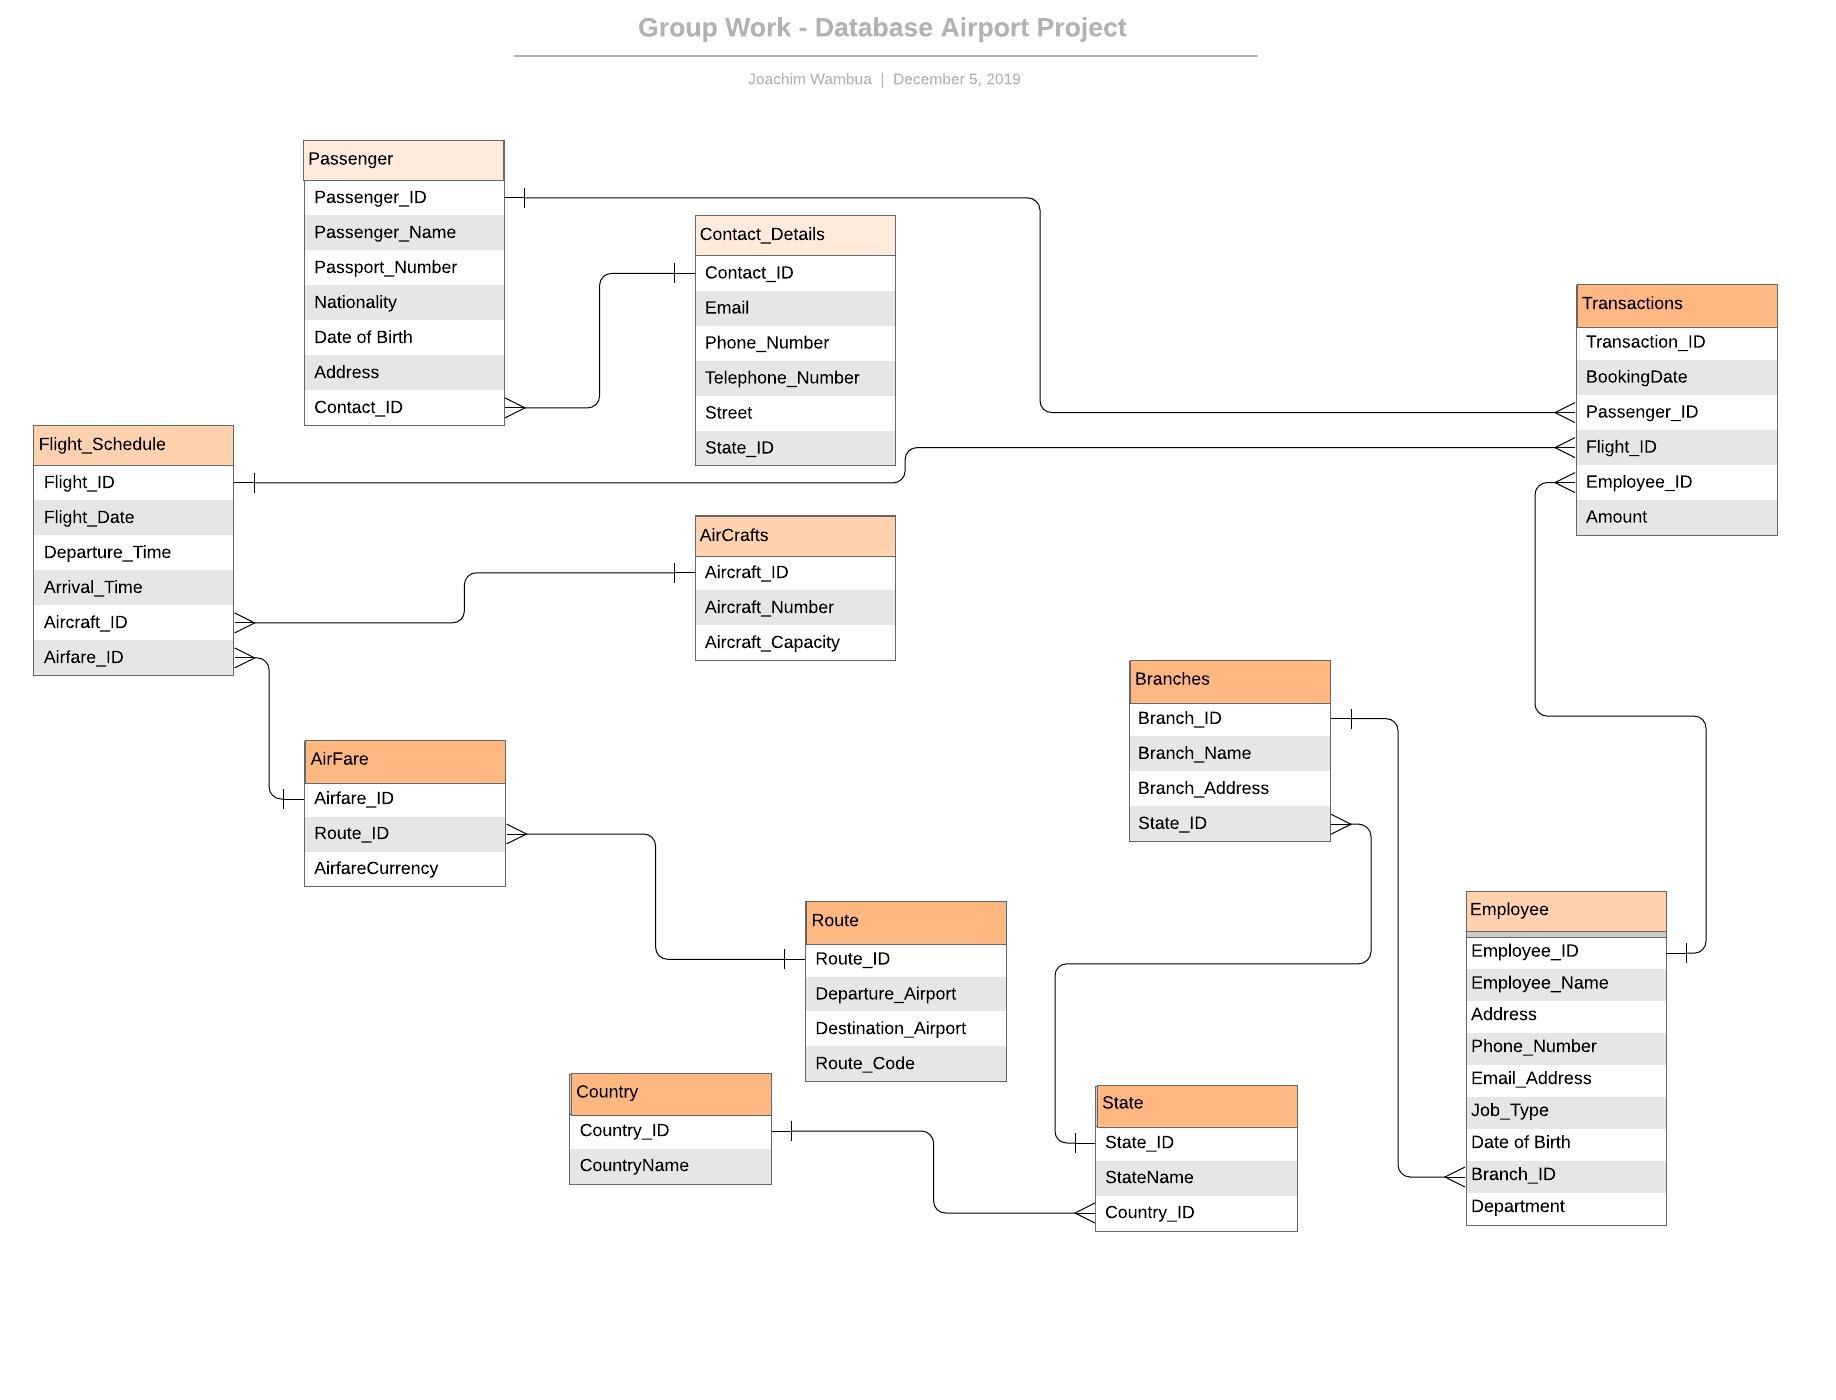 Group Work - Database Airport Project
Joachim Wambua | December 5, 2019
Passenger
Passenger_ID
Passenger_Name
Passport_Number
Nationality
Date of Birth
Address
Contact_ID
Contact_Details
Contact_ID
Email
Phone_Number
Telephone_Number
Street
State_ID
Transactions
Transaction_ID
BookingDate
Passenger_ID
Flight_ID
Employee_ID
Amount
Flight_Schedule
Flight_ID
Flight_Date
Departure_Time
Arrival_Time
Aircraft_ID
Airfare_ID
AirCrafts
Aircraft_ID
Aircraft_Number
Aircraft_Capacity
Branches
Branch_ID
Branch_Name
Branch_Address
State_ID
AirFare
Airfare_ID
Route_ID
AirfareCurrency
Route
Route_ID
Departure_Airport
Destination_Airport
Route_Code
Employee
Employee_ID
Employee_Name
Address
Phone_Number
Email_Address
Job_Type
Date of Birth
Branch_ID
Department
Country
Country_ID
CountryName
State
State_ID
StateName
Country_ID